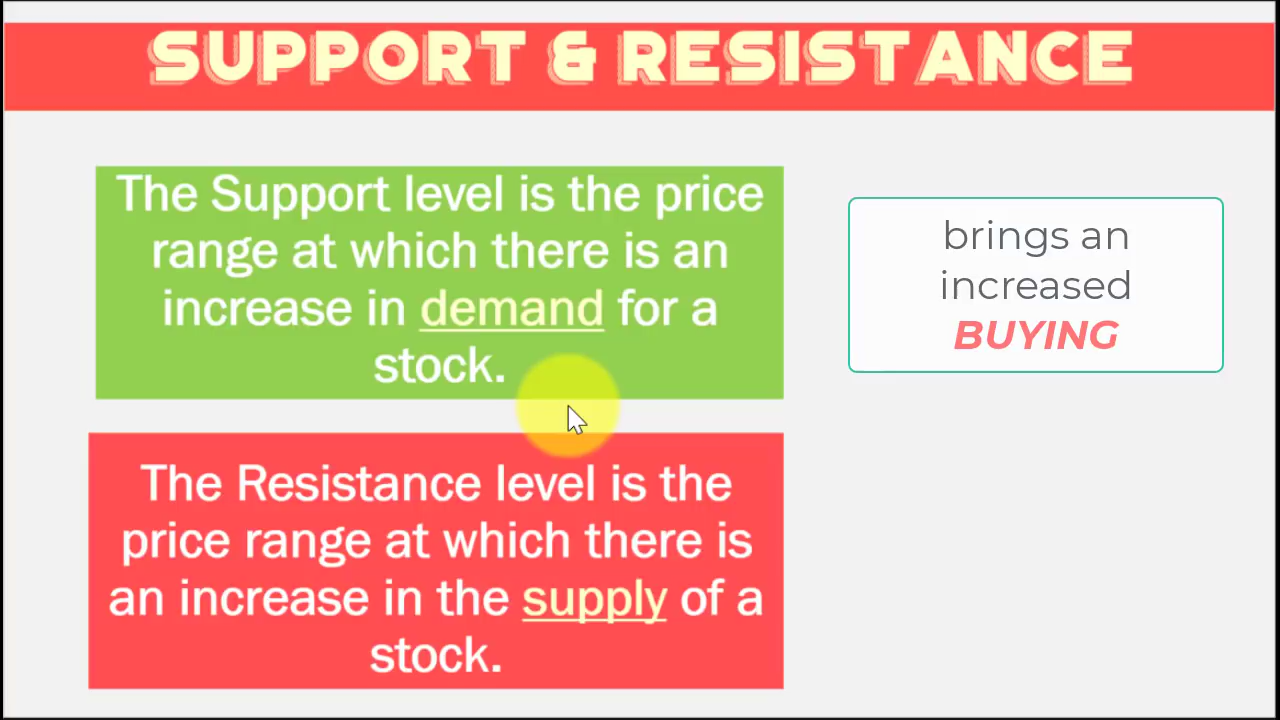 SUPPORT & RESISTANCE
The Support level is the price
range at which there is an
increase in demand for a
stock.
brings an
increased
BUYING
The Resistance level is the
price range at which there is
an increase in the supply of a
stock.